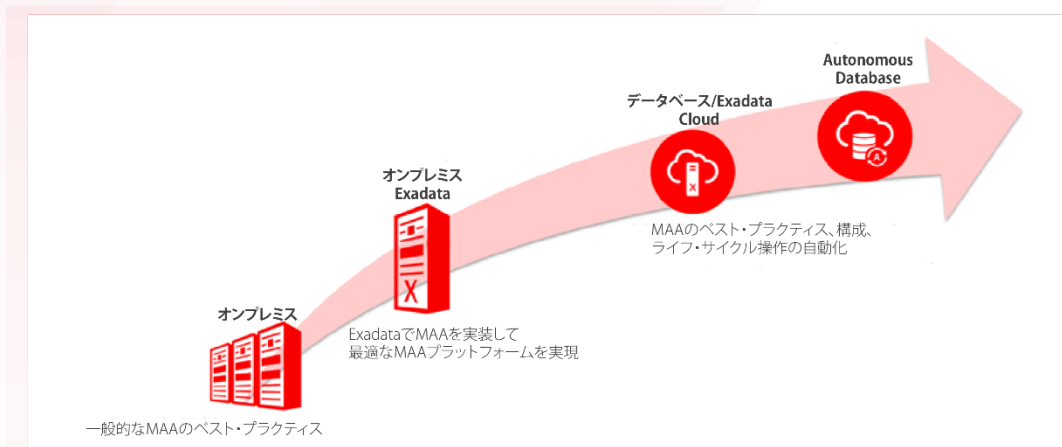 Autonomous
Database
データベース/Exadata
Cloud
A
X
MAAのベスト・プラクティス、構成、
ライフ・サイクル操作の自動化
オンプレミス
Exadata
X
ExadataでMAAを実装して
最適なMAAプラットフォームを実現
オンプレミス
一般的なMAAのベスト・プラクティス